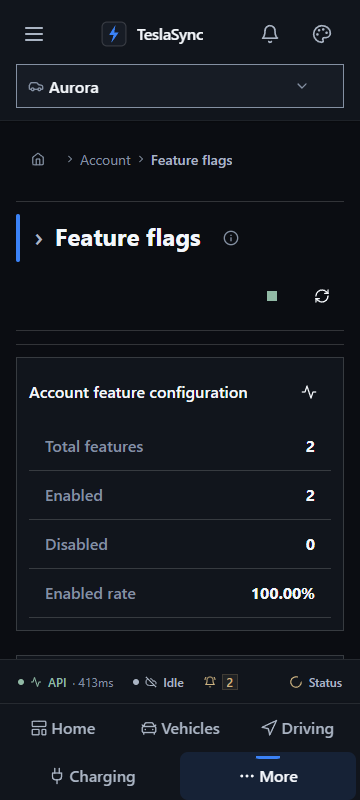 TeslaSync
Aurora
Account
Feature flags
Feature flags
Account feature configuration
Total features 2
Enabled 2
Disabled 0
Enabled rate 100.00%
API · 413ms Idle 2 Status
Home Vehicles Driving
Charging More